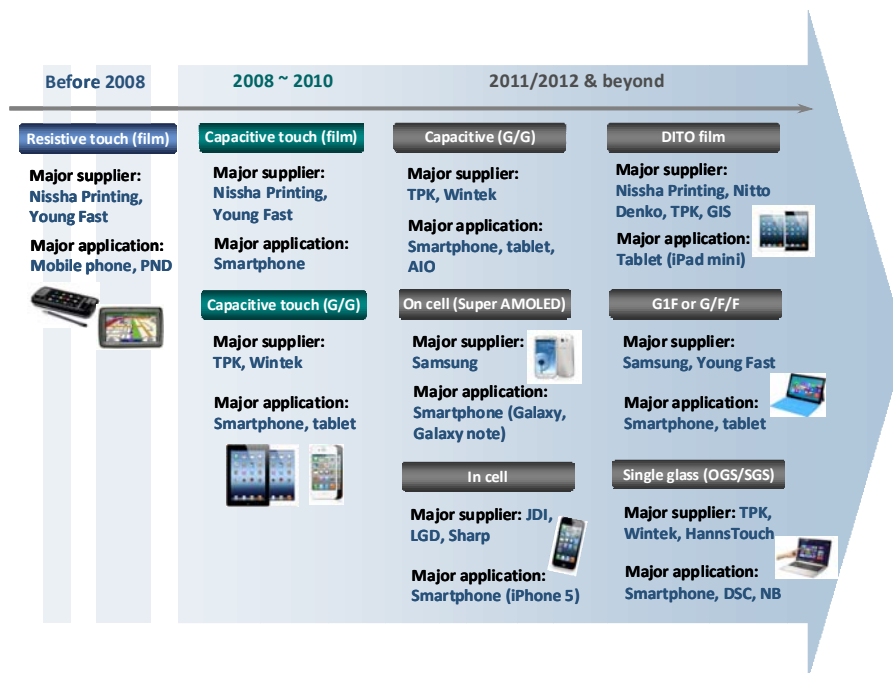 Before 2008
2008 ~ 2010
2011/2012 & beyond
Resistive touch (film)
Major supplier:
Nissha Printing,
Young Fast
Major application:
Mobile phone, PND
Capacitive touch (film)
Major supplier:
Nissha Printing,
Young Fast
Major application:
Smartphone
Capacitive touch (G/G)
Major supplier:
TPK, Wintek
Major application:
Smartphone, tablet
Capacitive (G/G)
Major supplier:
TPK, Wintek
Major application:
Smartphone, tablet,
AIO
On cell (Super AMOLED)
Major supplier:
Samsung
Major application:
Smartphone (Galaxy,
Galaxy note)
In cell
Major supplier: JDI,
LGD, Sharp
Major application:
Smartphone (iPhone 5)
DITO film
Major supplier:
Nissha Printing, Nitto
Denko, TPK, GIS
Major application:
Tablet (iPad mini)
G1F or G/F/F
Major supplier:
Samsung, Young Fast
Major application:
Smartphone, tablet
Single glass (OGS/SGS)
Major supplier: TPK,
Wintek, HannsTouch
Major application:
Smartphone, DSC, NB